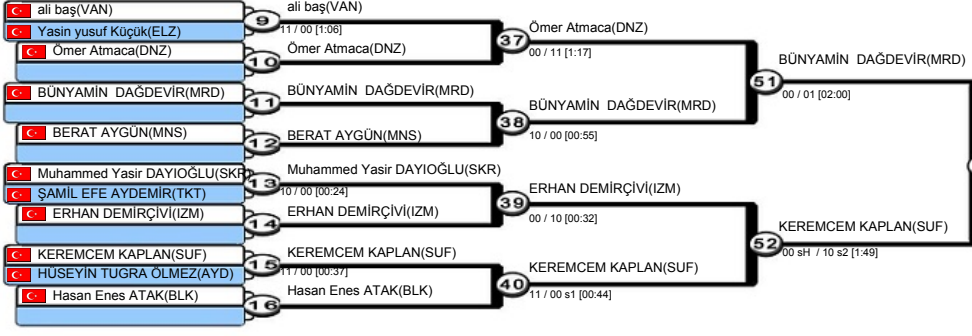 ali baş(VAN)
Yasin yusuf Küçük(ELZ)
9
ali baş(VAN)
11 / 00 [1:06]
Ömer Atmaca(DNZ)
10
Ömer Atmaca(DNZ)
37
Ömer Atmaca(DNZ)
00 / 11 [1:17]
BÜNYAMİN DAĞDEVİR(MRD)
11
BÜNYAMİN DAĞDEVİR(MRD)
BERAT AYGÜN(MNS)
12
BERAT AYGÜN(MNS)
38
BÜNYAMİN DAĞDEVİR(MRD)
10 / 00 [00:55]
51
BÜNYAMİN DAĞDEVİR(MRD)
00 / 01 [02:00]
Muhammed Yasir DAYIOĞLU(SKR)
ŞAMİL EFE AYDEMİR(TKT)
13
Muhammed Yasir DAYIOĞLU(SKR)
10 / 00 [00:24]
ERHAN DEMİRÇİVİ(IZM)
14
ERHAN DEMİRÇİVİ(IZM)
39
ERHAN DEMİRÇİVİ(IZM)
00 / 10 [00:32]
KEREMCEM KAPLAN(SUF)
HÜSEYİN TUGRA ÖLMEZ(AYD)
15
KEREMCEM KAPLAN(SUF)
11 / 00 [00:37]
Hasan Enes ATAK(BLK)
16
Hasan Enes ATAK(BLK)
40
KEREMCEM KAPLAN(SUF)
11 / 00 s1 [00:44]
52
KEREMCEM KAPLAN(SUF)
00 sH / 10 s2 [1:49]